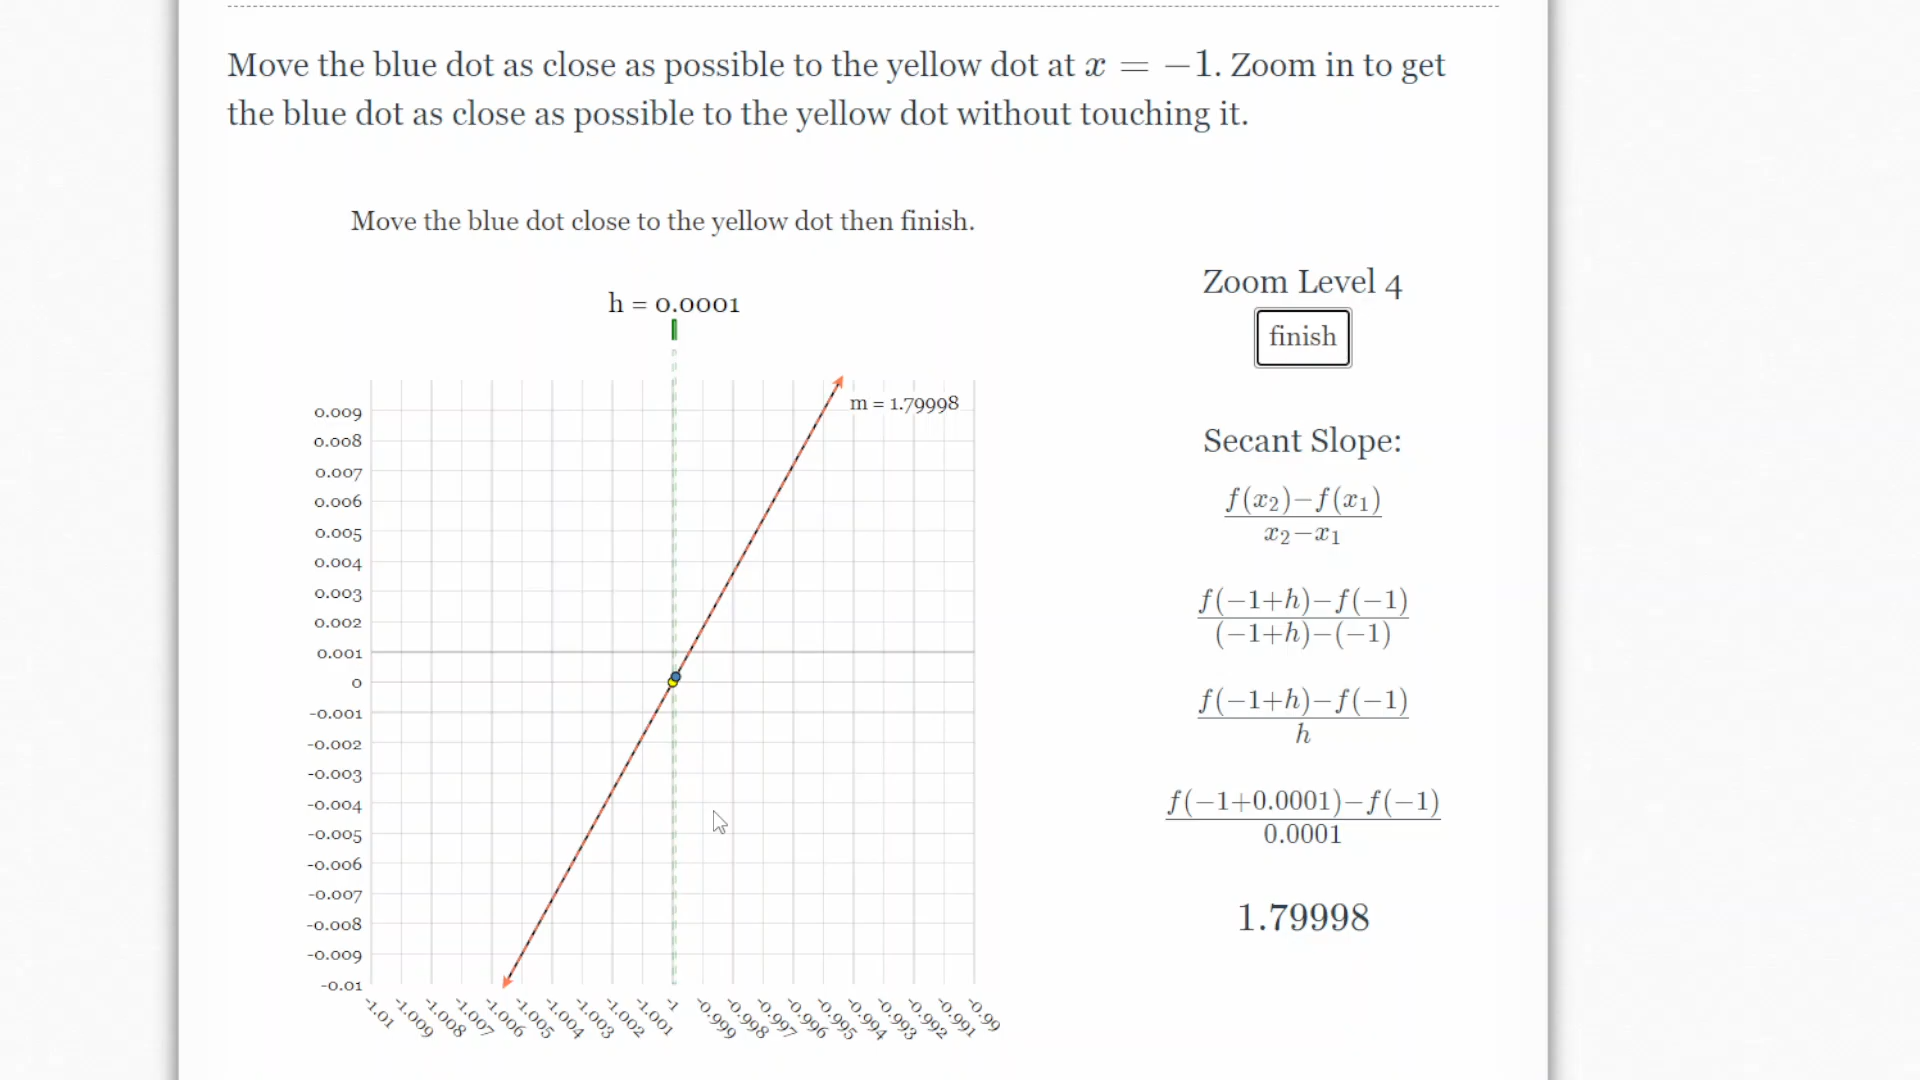 Move the blue dot as close as possible to the yellow dot at x = −1. Zoom in to get
the blue dot as close as possible to the yellow dot without touching it.
Move the blue dot close to the yellow dot then finish.
h = 0.0001
m = 1.79998
0.009
0.008
0.007
0.006
0.005
0.004
0.003
0.002
0.001
0
-0.001
-0.002
-0.003
-0.004
-0.005
-0.006
-0.007
-0.008
-0.009
-0.01
-1.01 -1.009 -1.008 -1.007 -1.006 -1.005 -1.004 -1.003 -1.002 -1.001 -1 -0.999 -0.998 -0.997 -0.996 -0.995 -0.994 -0.993 -0.992 -0.991 -0.99
Zoom Level 4
finish
Secant Slope:
f(x₂)−f(x₁)
x₂−x₁
f(−1+h)−f(−1)
(−1+h)−(−1)
f(−1+h)−f(−1)
h
f(−1+0.0001)−f(−1)
0.0001
1.79998